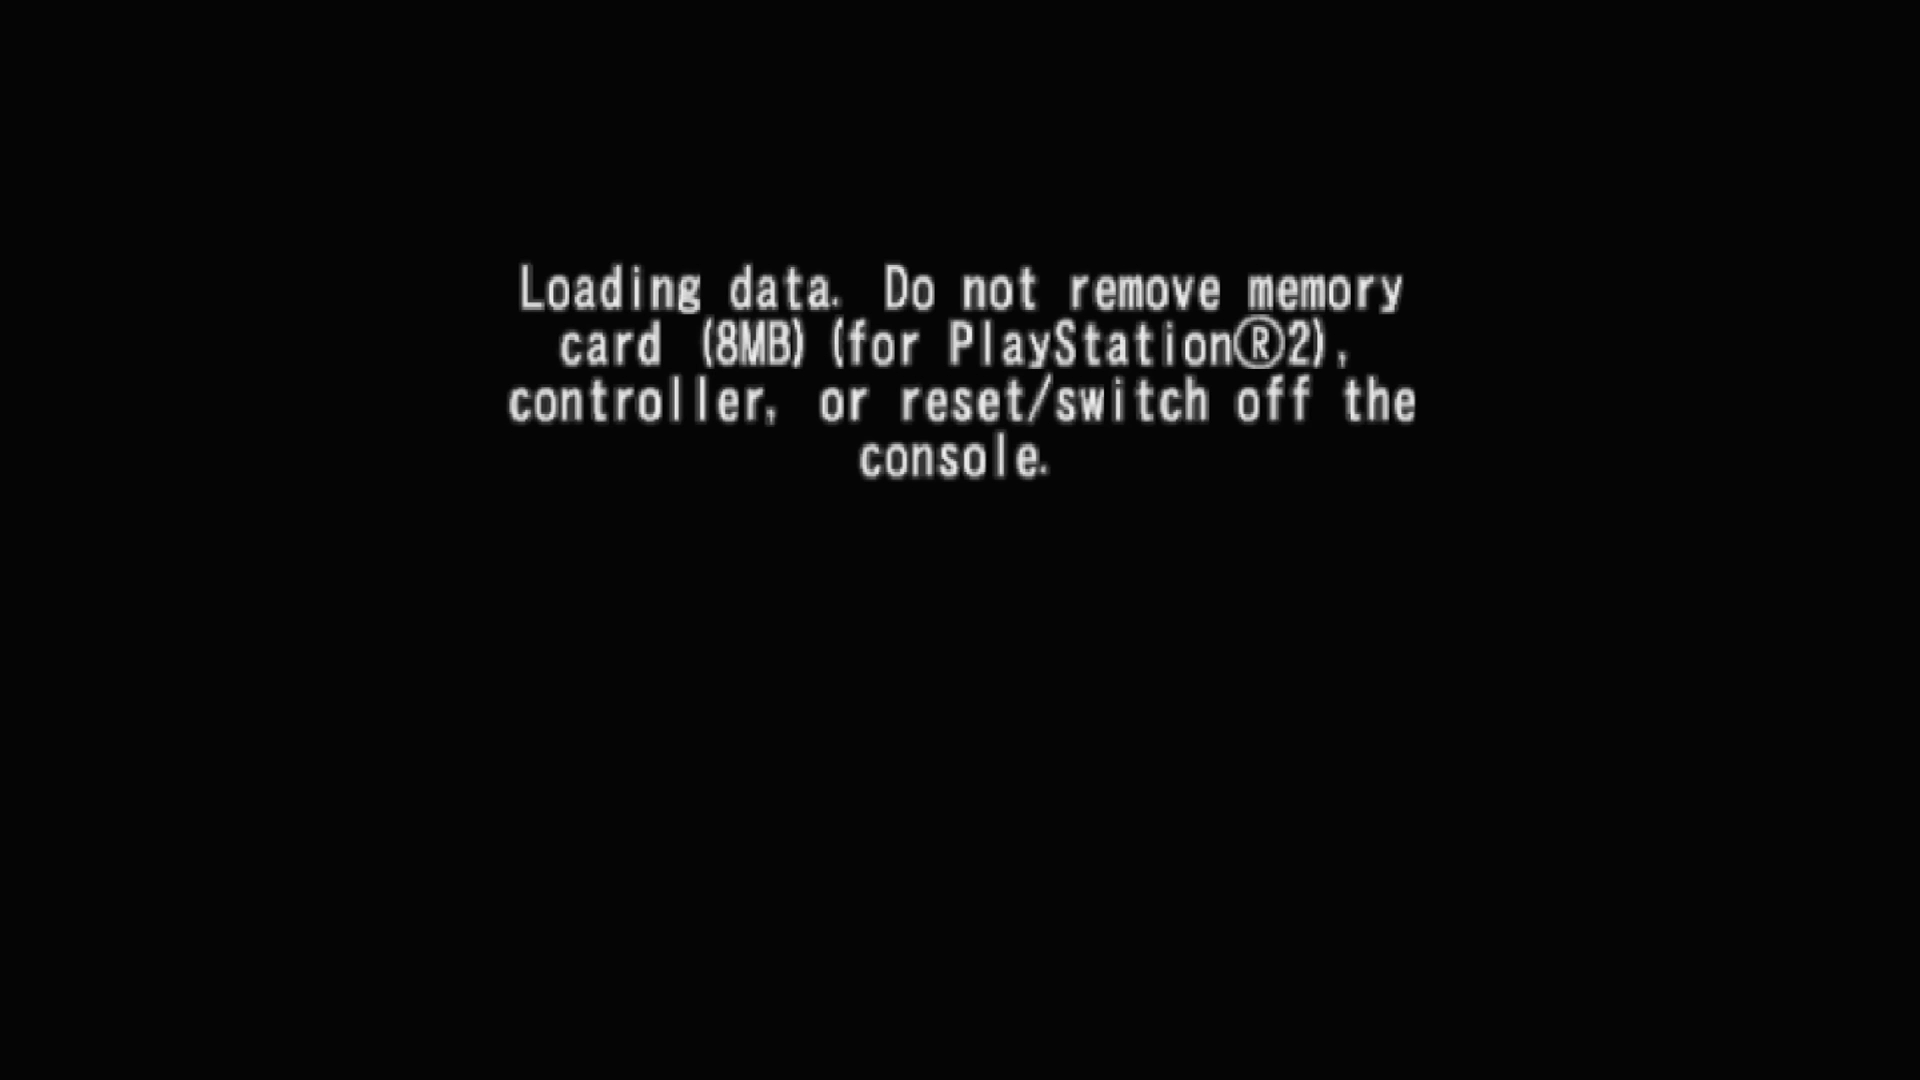 Loading data. Do not remove memory
card (8MB) (for PlayStation®2),
controller, or reset/switch off the
console.